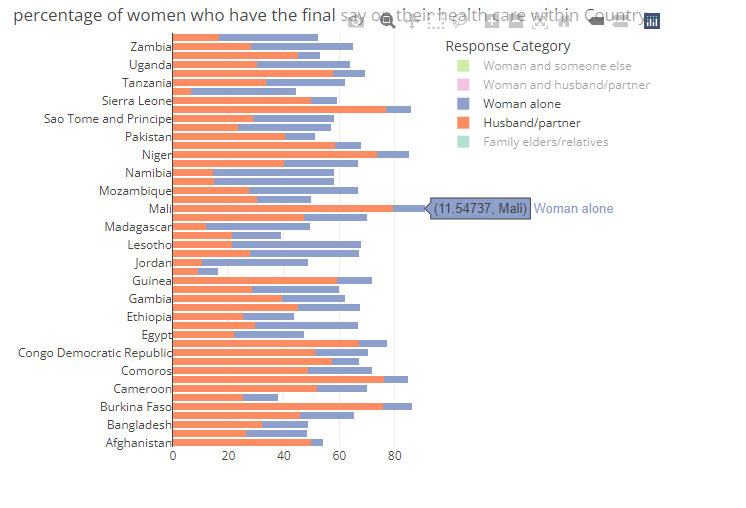 percentage of women who have the final say on their health care within Country
Response Category
Woman and someone else
Woman and husband/partner
Woman alone
Husband/partner
Family elders/relatives
Zambia
Uganda
Tanzania
Sierra Leone
Sao Tome and Principe
Pakistan
Niger
Namibia
Mozambique
Mali
(11.54737, Mali) Woman alone
Madagascar
Lesotho
Jordan
Guinea
Gambia
Ethiopia
Egypt
Congo Democratic Republic
Comoros
Cameroon
Burkina Faso
Bangladesh
Afghanistan
0 20 40 60 80